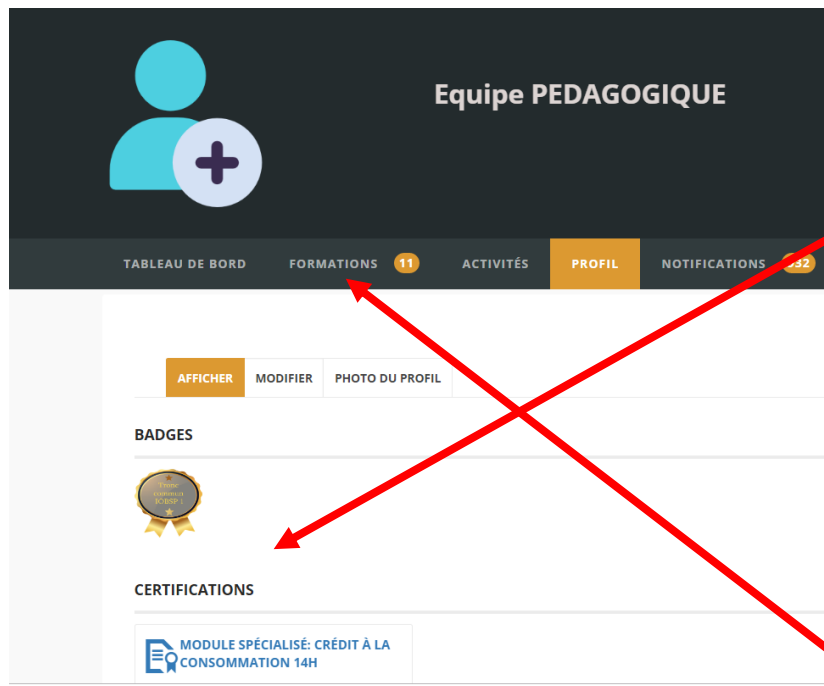 Equipe PEDAGOGIQUE
TABLEAU DE BORD FORMATIONS 11 ACTIVITÉS PROFIL NOTIFICATIONS
AFFICHER MODIFIER PHOTO DU PROFIL
BADGES
CERTIFICATIONS
MODULE SPÉCIALISÉ: CRÉDIT À LA
CONSOMMATION 14H